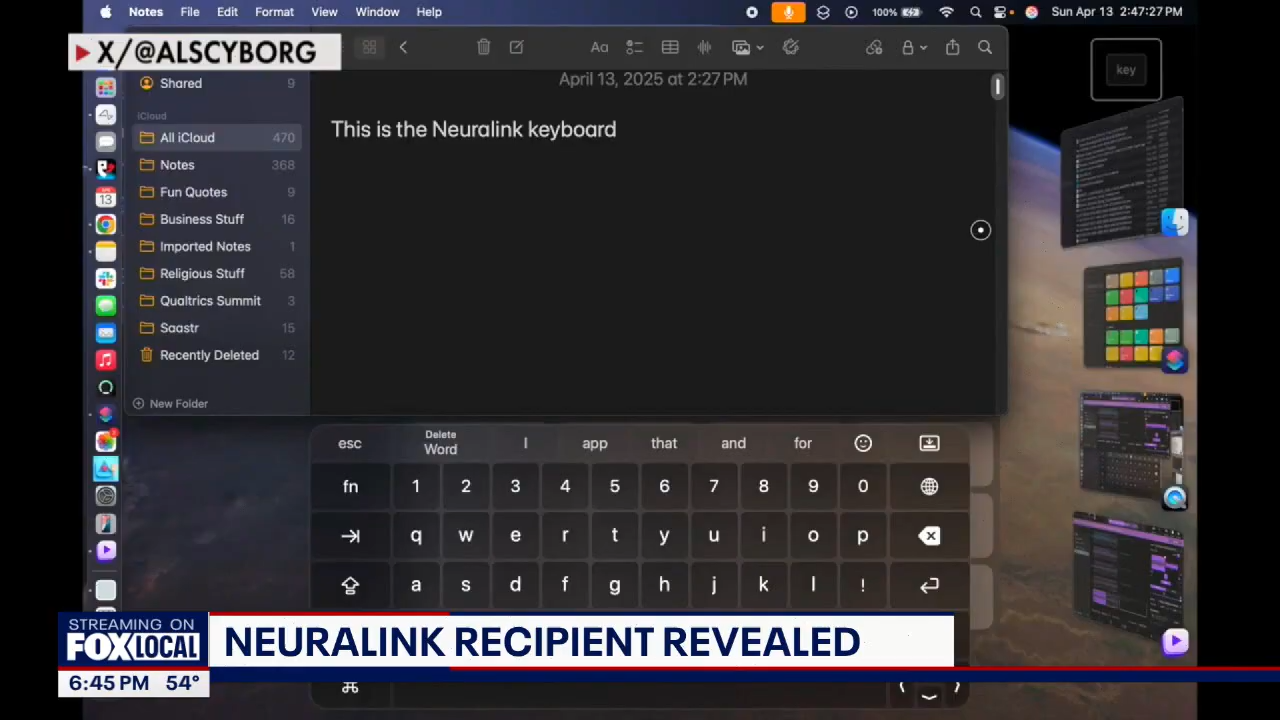 Notes File Edit Format View Window Help 100% Sun Apr 13 2:47:27 PM
X/@ALSCYBORG
Aa
key
April 13, 2025 at 2:27 PM
Shared 9
iCloud
All iCloud 470
Notes 368
Fun Quotes 9
Business Stuff 16
Imported Notes 1
Religious Stuff 58
Qualtrics Summit 3
Saastr 15
Recently Deleted 12
New Folder
This is the Neuralink keyboard
13
esc Delete Word I app that and for
fn 1 2 3 4 5 6 7 8 9 0
q w e r t y u i o p
a s d f g h j k l !
STREAMING ON
FOX LOCAL
NEURALINK RECIPIENT REVEALED
6:45 PM 54°
⌘